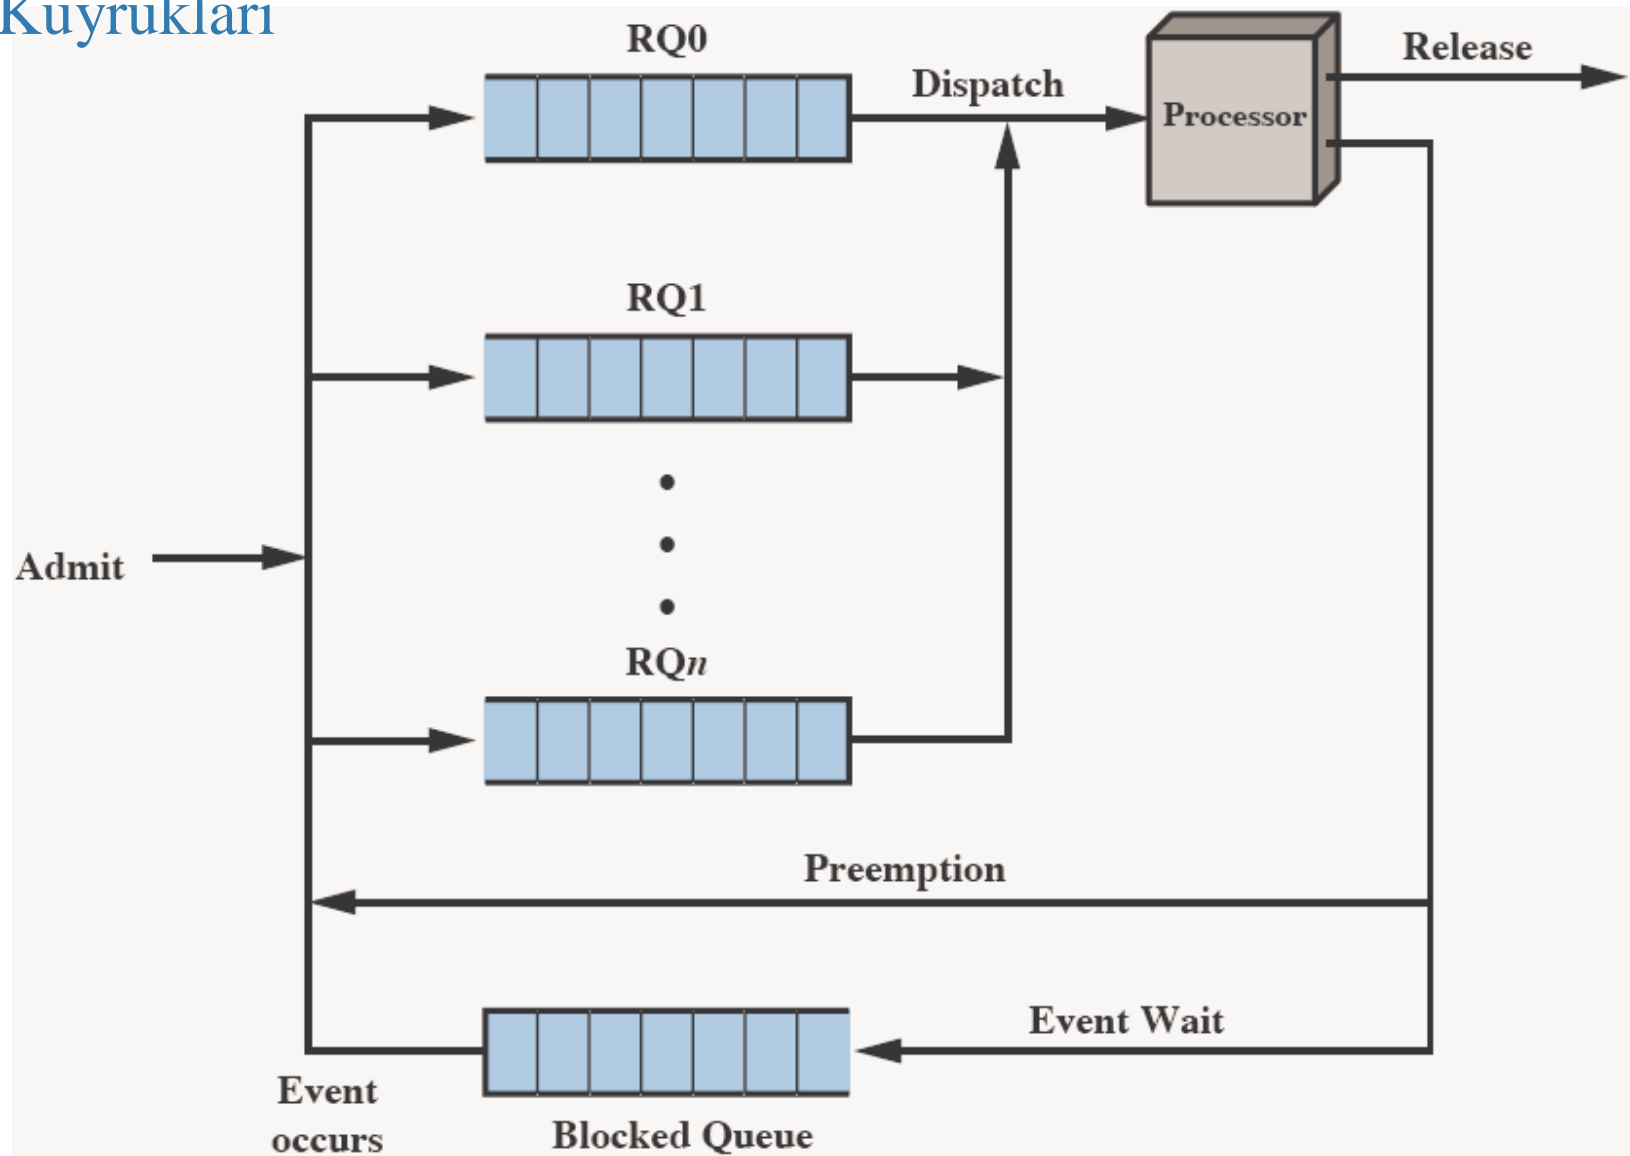 Kuyrukları
RQ0
Release
Dispatch
Processor
RQ1
Admit
RQn
Preemption
Event Wait
Event
occurs
Blocked Queue